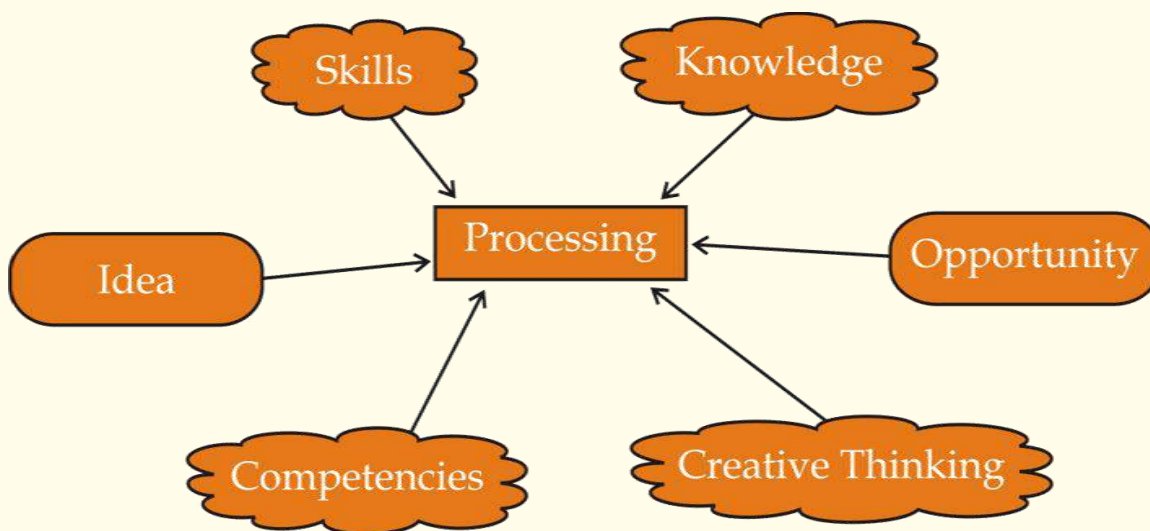 Skills
Knowledge
Processing
Idea
Opportunity
Competencies
Creative Thinking